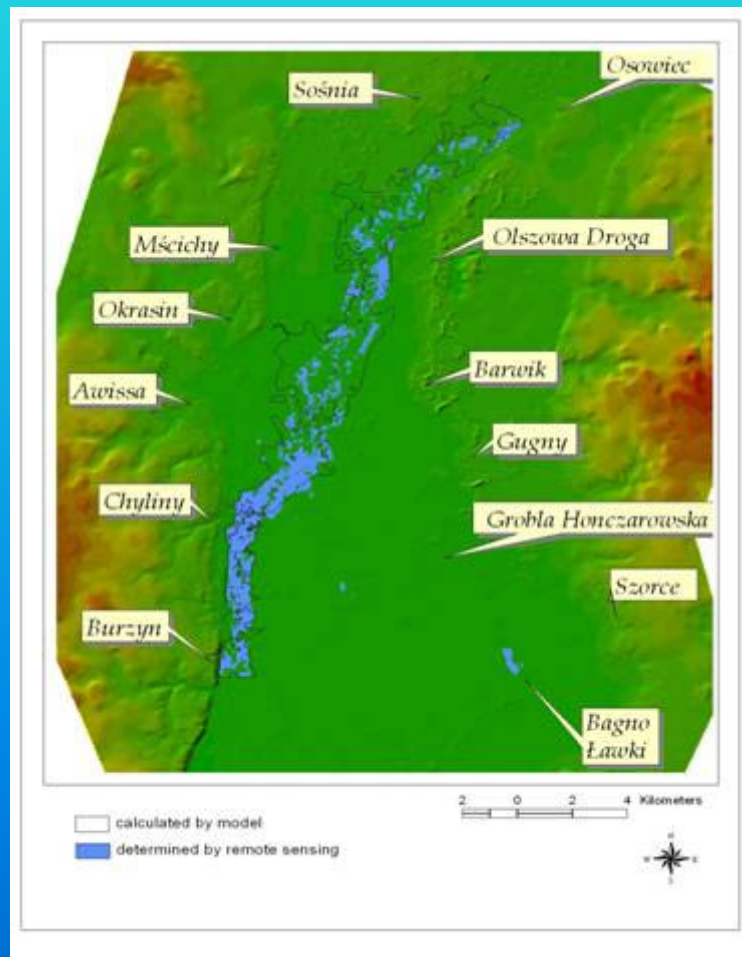 Osowiec
Sośnia
Olszowa Droga
Mścichy
Okrasin
Barwik
Awissa
Gugny
Chyliny
Grobla Honczarowska
Szorce
Burzyn
Bagno
Ławki
2 0 2 4 Kilometers
calculated by model
determined by remote sensing
N
W E
S